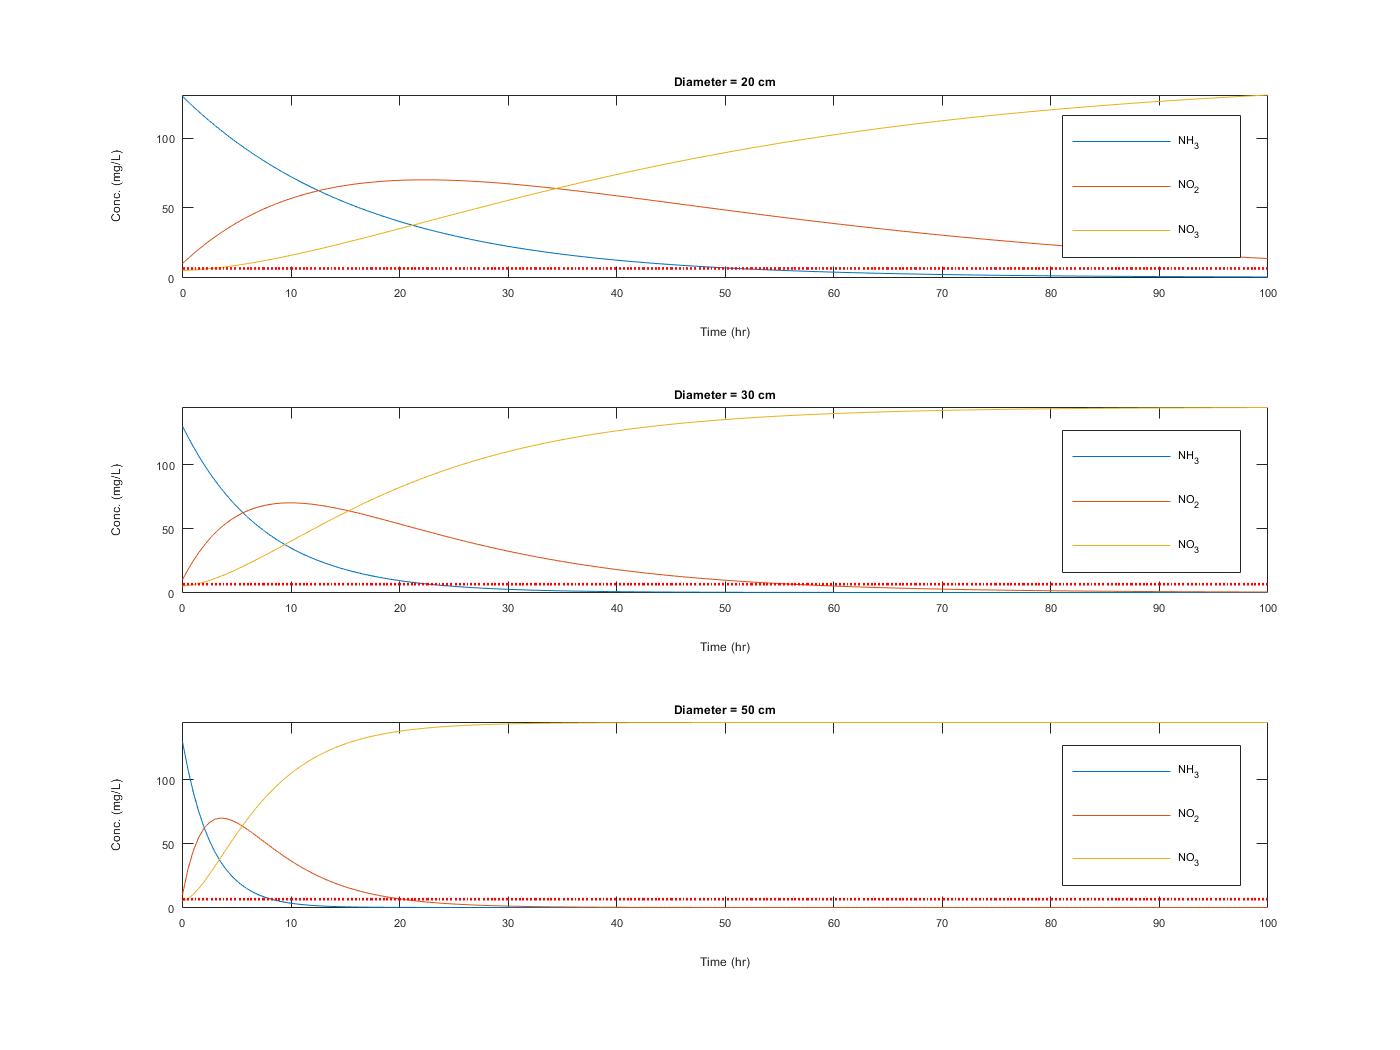 Diameter = 20 cm
Conc. (mg/L)
100
50
0
NH3
NO2
NO3
0 10 20 30 40 50 60 70 80 90 100
Time (hr)
Diameter = 30 cm
Conc. (mg/L)
100
50
0
NH3
NO2
NO3
0 10 20 30 40 50 60 70 80 90 100
Time (hr)
Diameter = 50 cm
Conc. (mg/L)
100
50
0
NH3
NO2
NO3
0 10 20 30 40 50 60 70 80 90 100
Time (hr)